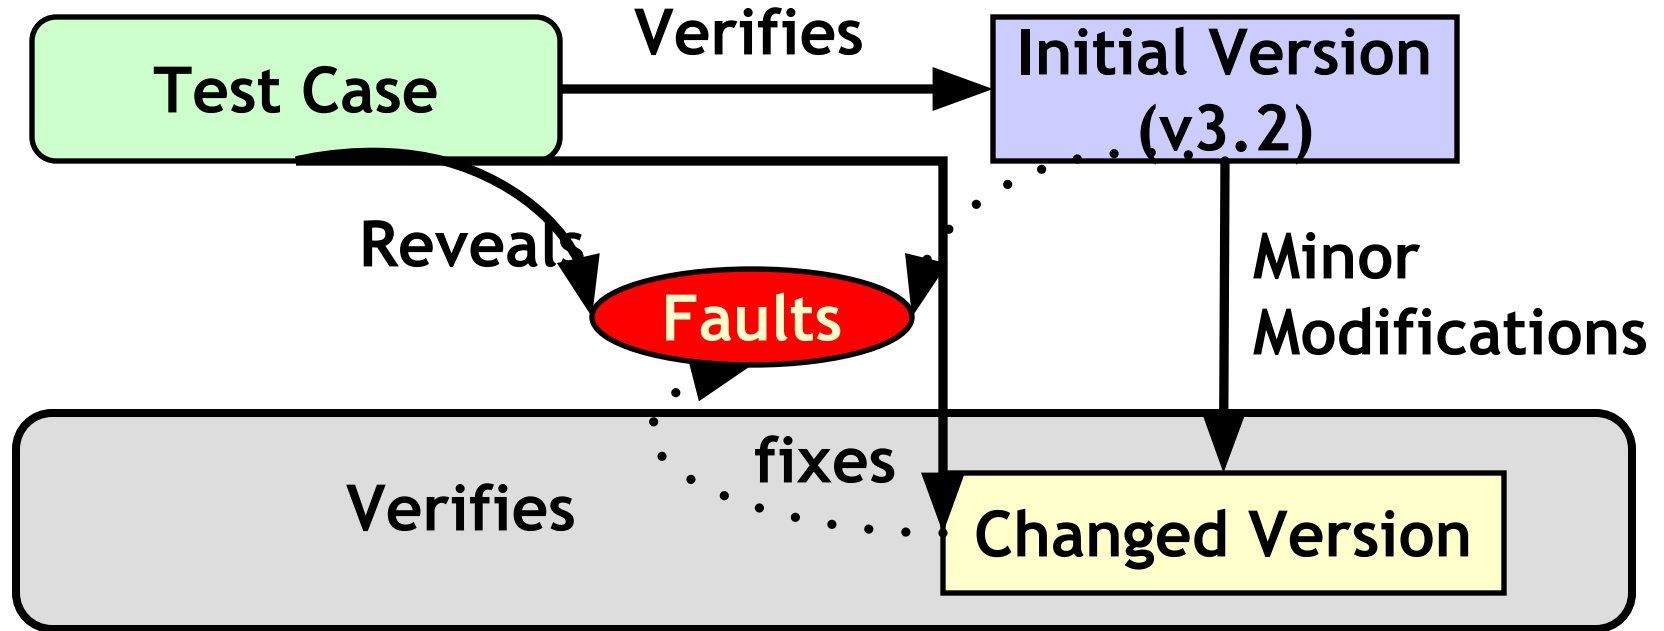 Verifies
Test Case
Initial Version
(v3.2)
Reveals
Minor
Modifications
Faults
fixes
Verifies
Changed Version